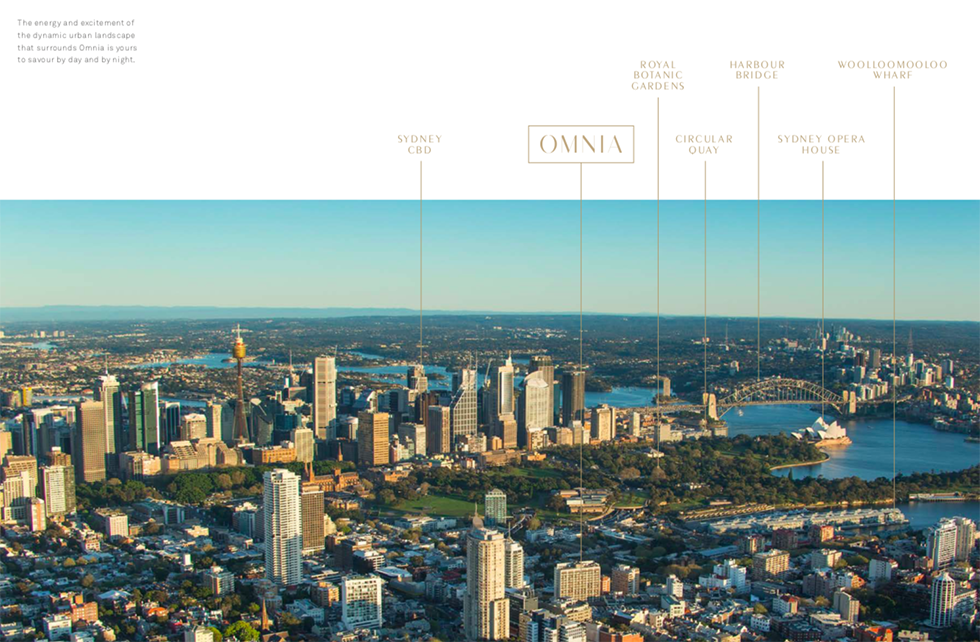 The energy and excitement of
the dynamic urban landscape
that surrounds Omnia is yours
to savour by day and by night.
ROYAL
BOTANIC
GARDENS
HARBOUR
BRIDGE
WOOLLOOMOOLOO
WHARF
SYDNEY
CBD
OMNIA
CIRCULAR
QUAY
SYDNEY OPERA
HOUSE